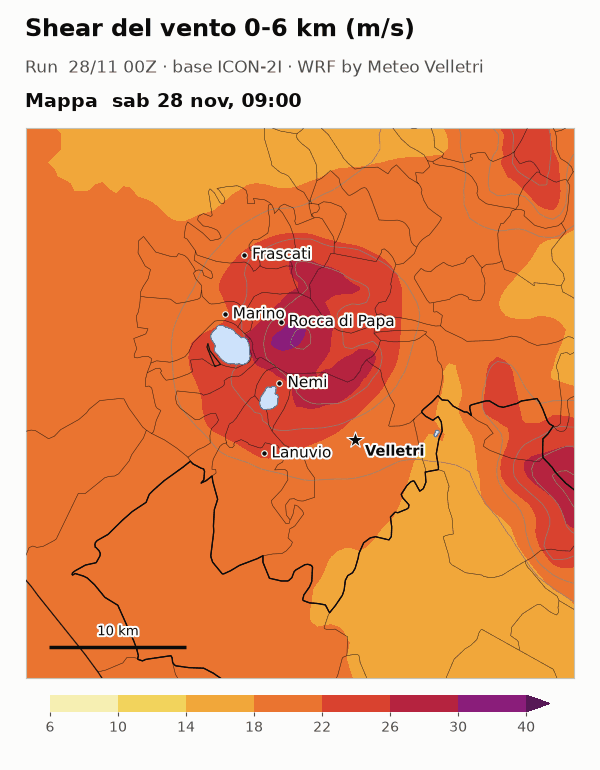 Shear del vento 0-6 km (m/s)
Run  28/11 00Z · base ICON-2I · WRF by Meteo Velletri
Mappa  sab 28 nov, 09:00
Frascati
Marino
Rocca di Papa
Nemi
Velletri
Lanuvio
10 km
6 10 14 18 22 26 30 40